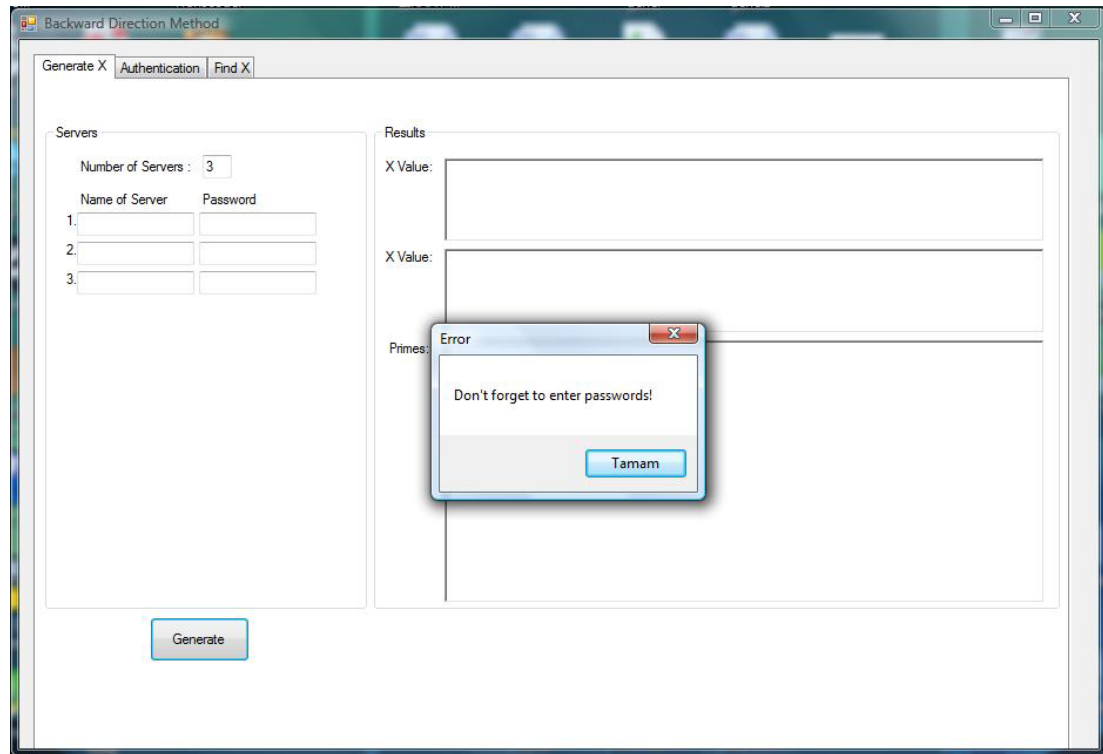 Backward Direction Method
Generate X Authentication Find X
Servers
Number of Servers : 3
Name of Server Password
1.
2.
3.
Generate
Results
X Value:
X Value:
Primes:
Error
Don't forget to enter passwords!
Tamam